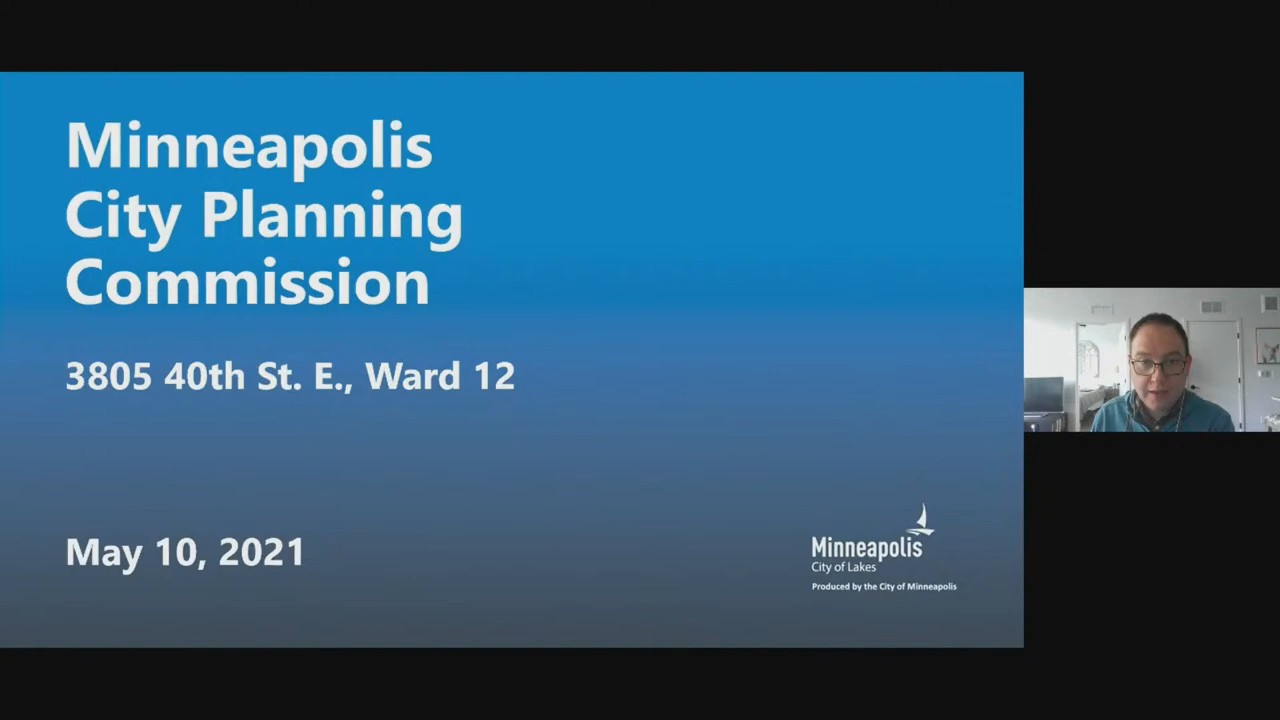 Minneapolis
City Planning
Commission
3805 40th St. E., Ward 12
May 10, 2021
Minneapolis
City of Lakes
Produced by the City of Minneapolis